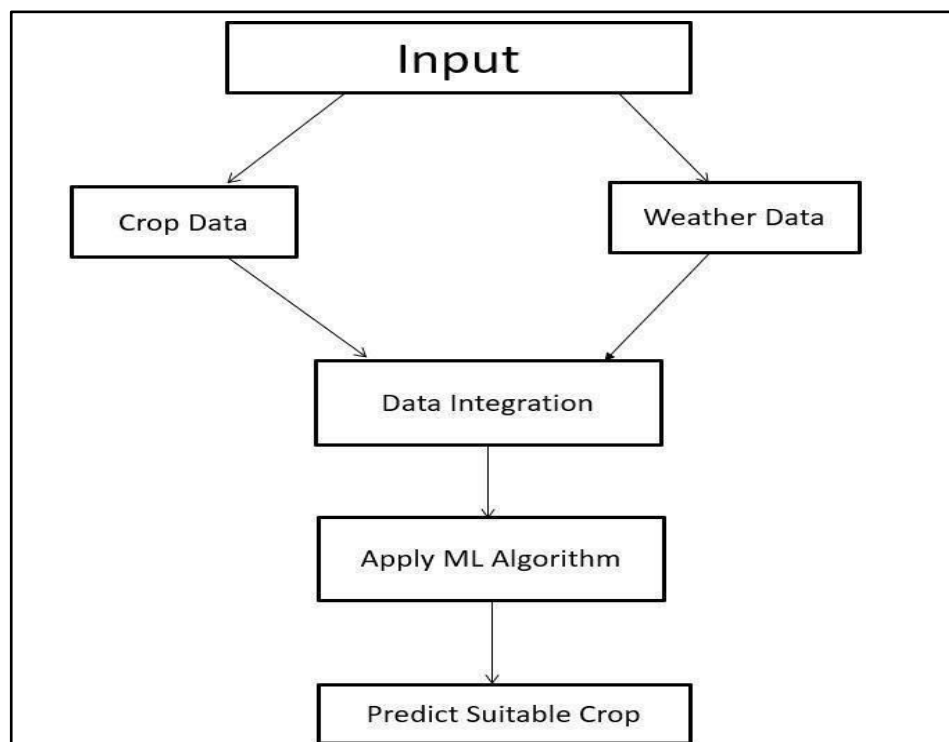 Input
Crop Data
Weather Data
Data Integration
Apply ML Algorithm
Predict Suitable Crop